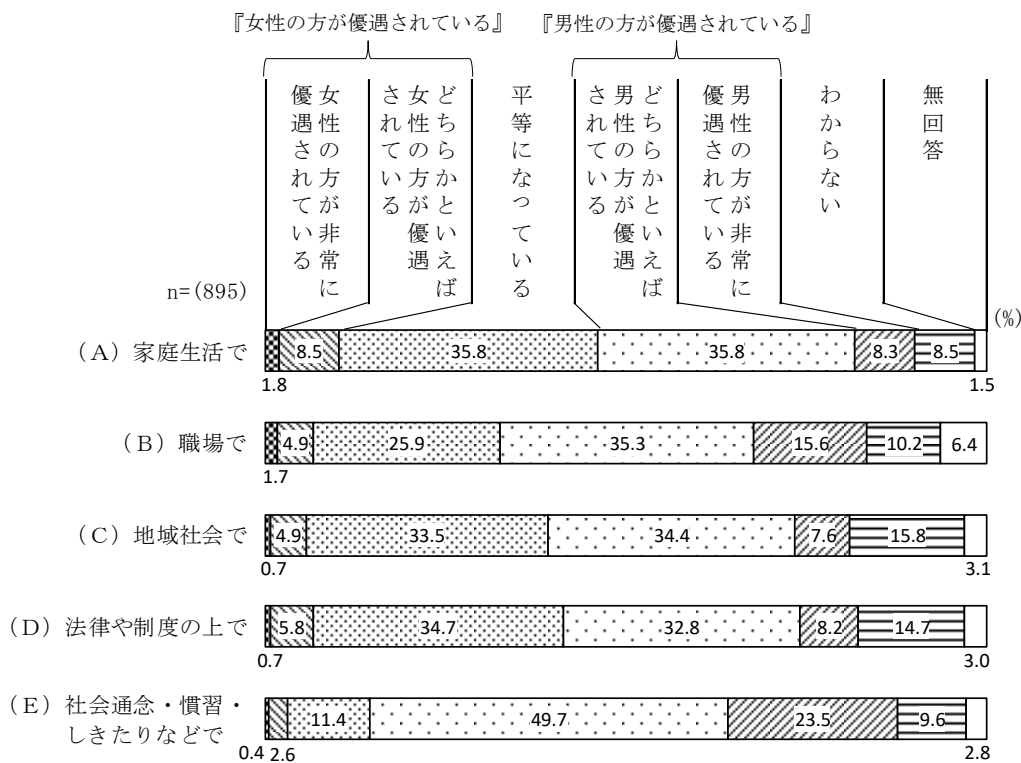 『女性の方が優遇されている』 『男性の方が優遇されている』
女性の方が非常に
優遇されている
どちらかといえば
女性の方が優遇
されている
平等になっている
どちらかといえば
男性の方が優遇
されている
男性の方が非常に
優遇されている
わからない
無回答
n=(895)
(%)
(A)家庭生活で 8.5 35.8 35.8 8.3 8.5
1.8 1.5
(B)職場で 4.9 25.9 35.3 15.6 10.2 6.4
1.7
(C)地域社会で 4.9 33.5 34.4 7.6 15.8
0.7 3.1
(D)法律や制度の上で 5.8 34.7 32.8 8.2 14.7
0.7 3.0
(E)社会通念・慣習・
しきたりなどで 11.4 49.7 23.5 9.6
0.4 2.6 2.8